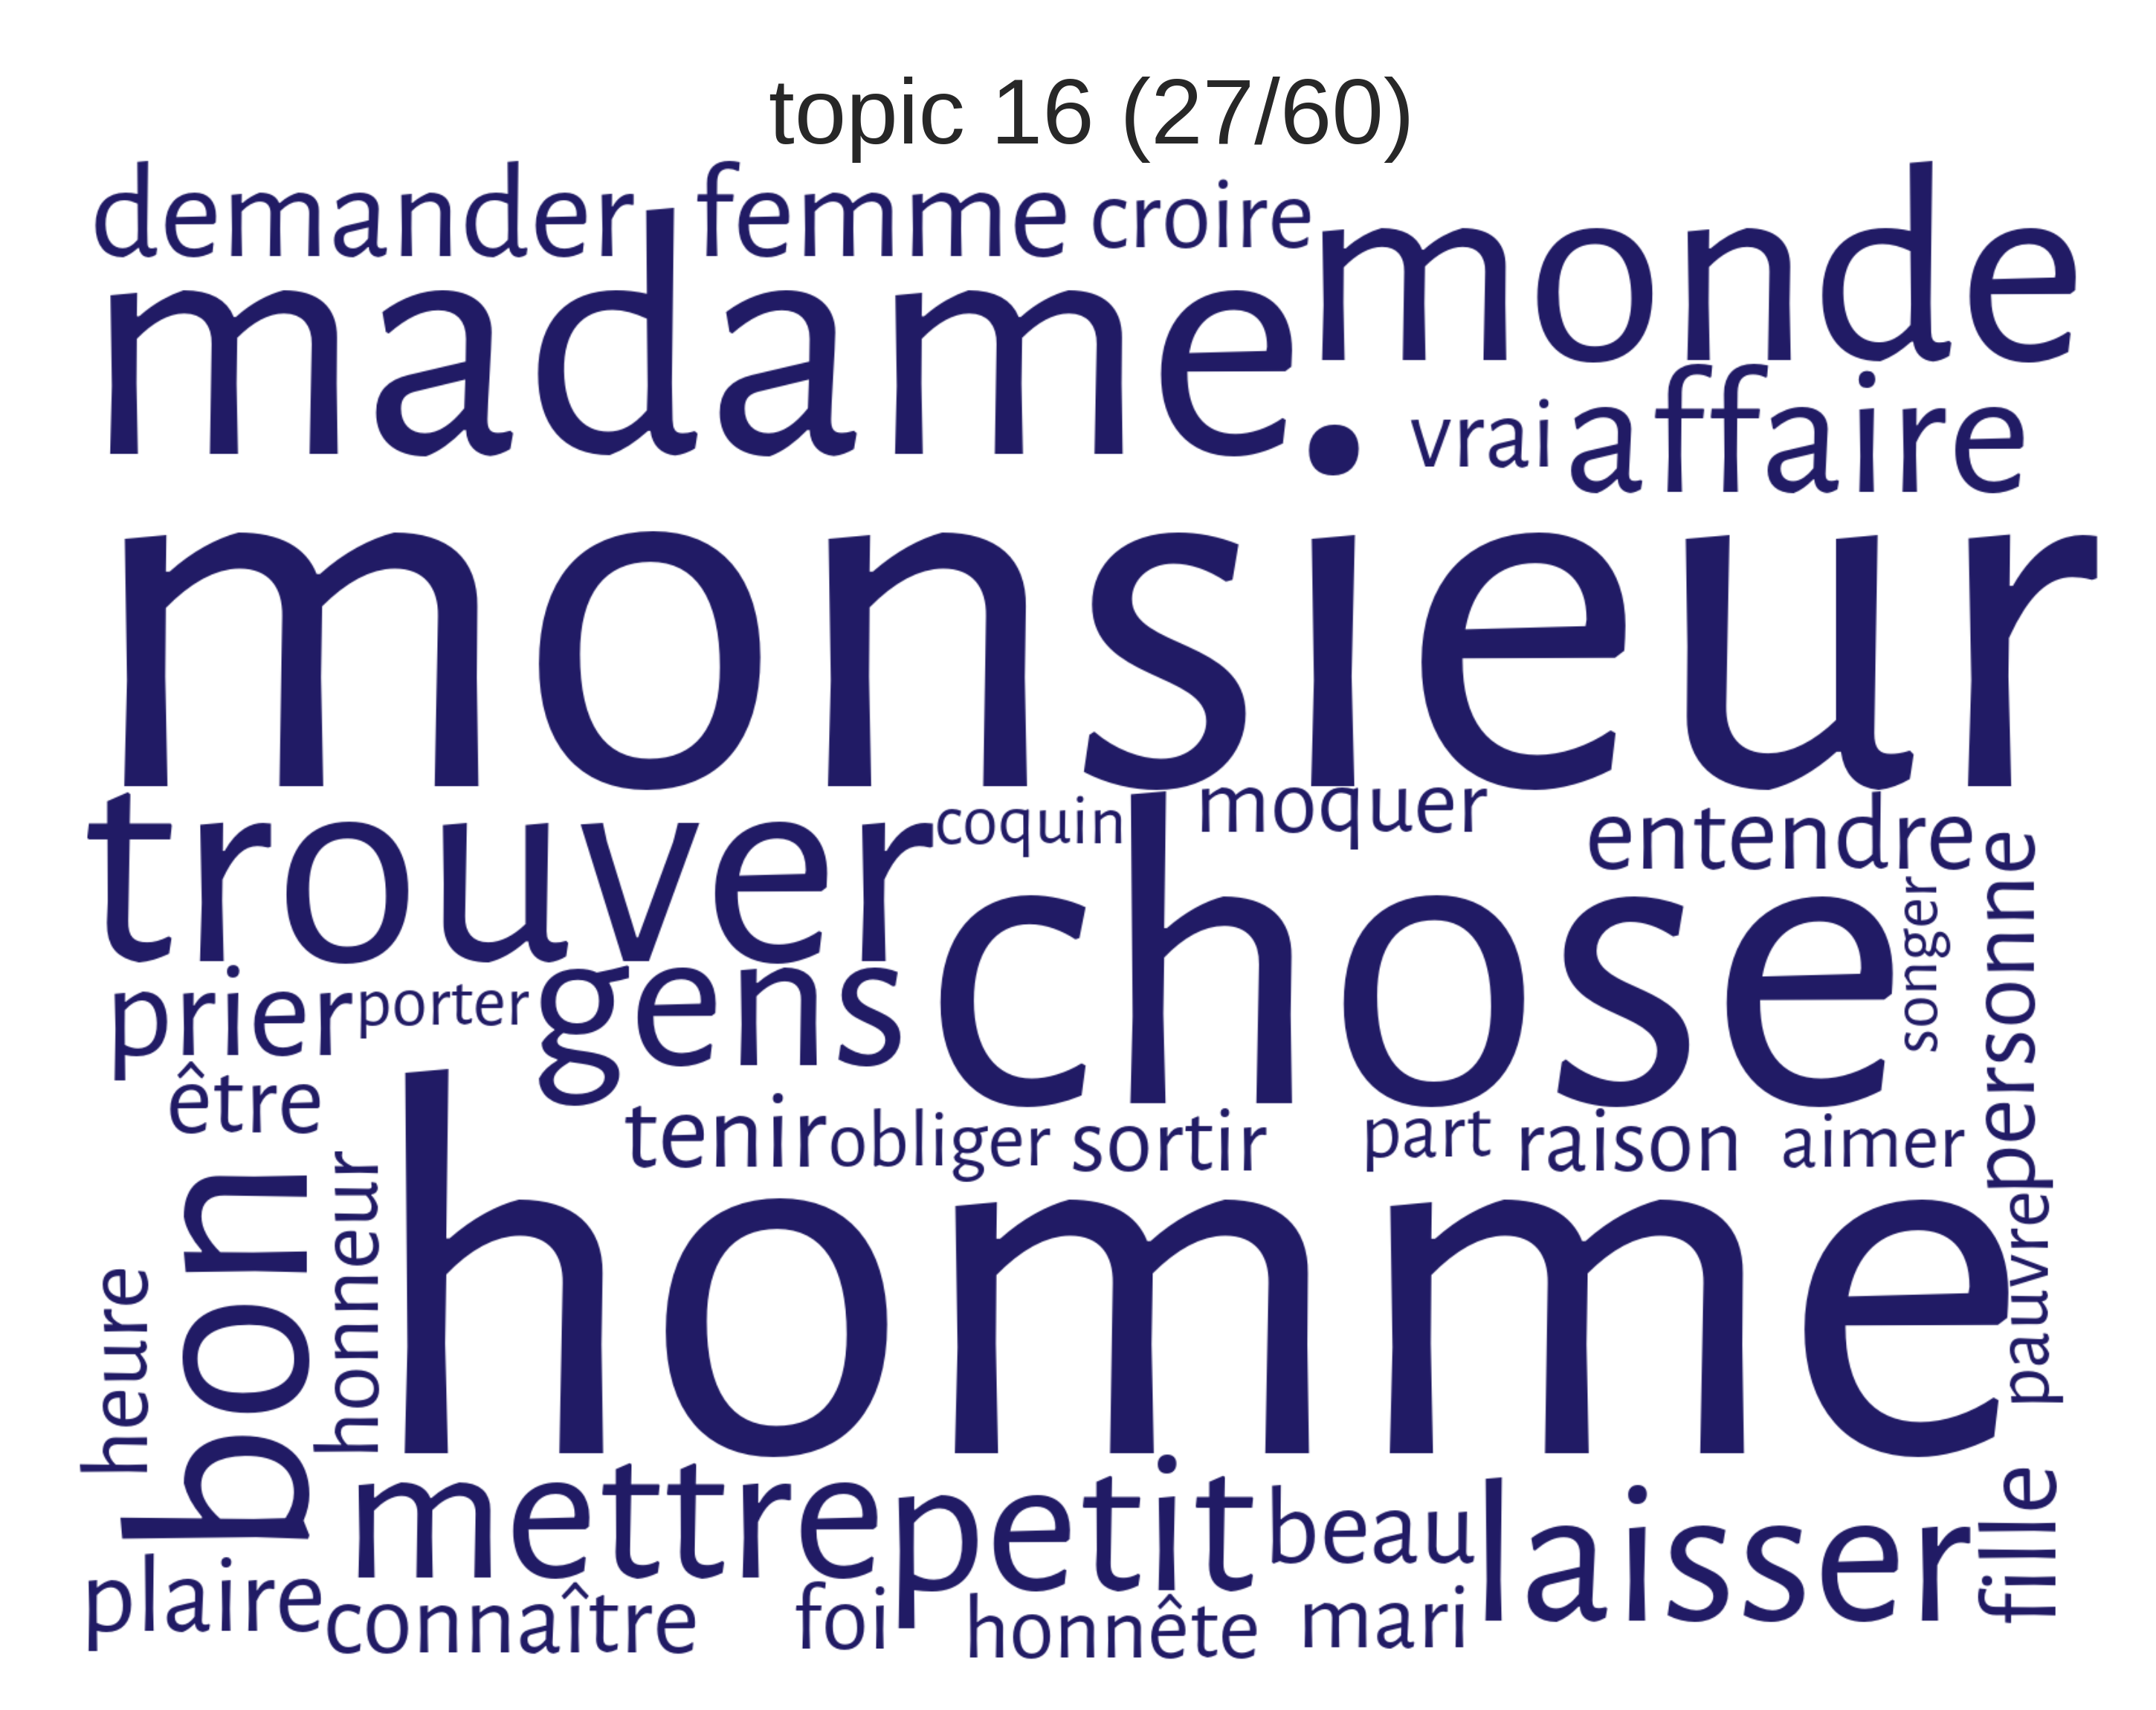 topic 16 (27/60)
demander femme croire monde
madame vrai affaire
monsieur
trouver coquin moquer entendre
prier porter gens chose songer personne
être tenir obliger sortir part raison aimer
heure bon honneur homme pauvre
mettre petit beau laisser fille
plaire connaître foi honnête mari